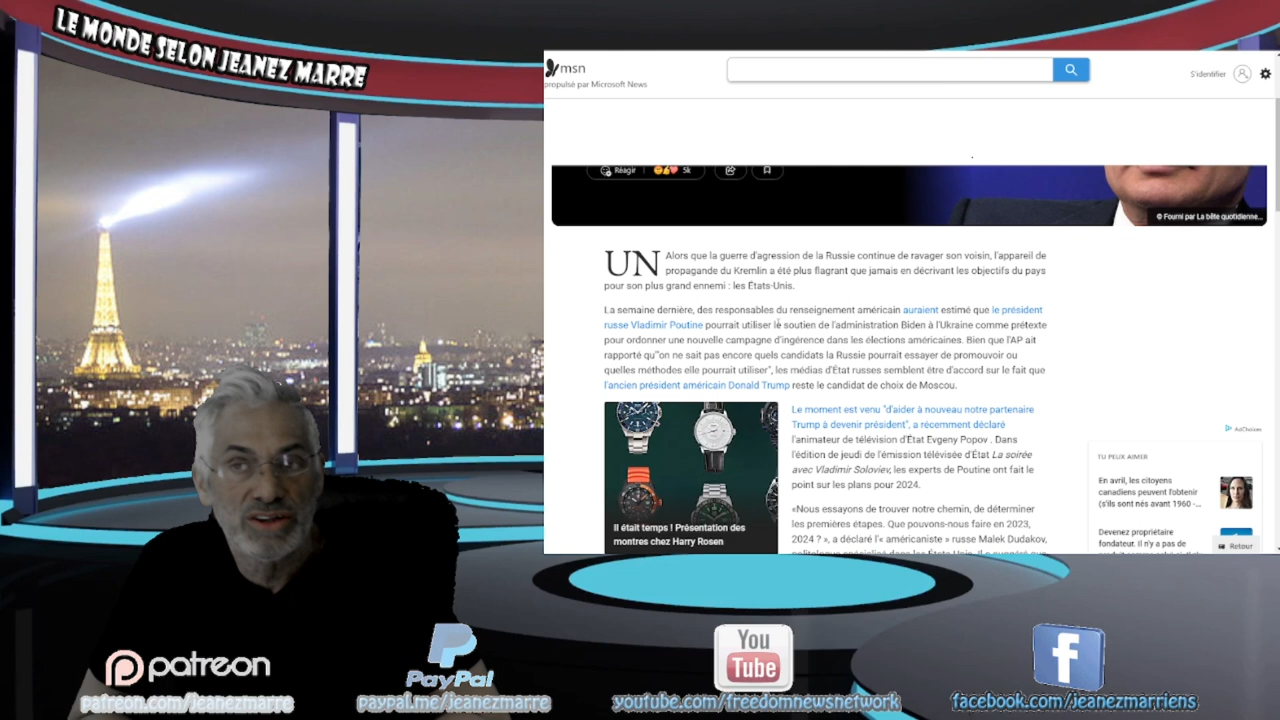 LE MONDE SELON JEANEZ MARRE
msn
propulsé par Microsoft News
S'identifier
Réagir
5k
© Fourni par La bête quotidienne...
UN Alors que la guerre d'agression de la Russie continue de ravager son voisin, l'appareil de
propagande du Kremlin a été plus flagrant que jamais en décrivant les objectifs du pays
pour son plus grand ennemi : les États-Unis.
La semaine dernière, des responsables du renseignement américain auraient estimé que le président
russe Vladimir Poutine pourrait utiliser le soutien de l'administration Biden à l'Ukraine comme prétexte
pour ordonner une nouvelle campagne d'ingérence dans les élections américaines. Bien que l'AP ait
rapporté qu'"on ne sait pas encore quels candidats la Russie pourrait essayer de promouvoir ou
quelles méthodes elle pourrait utiliser", les médias d'État russes semblent être d'accord sur le fait que
l'ancien président américain Donald Trump reste le candidat de choix de Moscou.
Il était temps ! Présentation des
montres chez Harry Rosen
Le moment est venu "d'aider à nouveau notre partenaire
Trump à devenir président", a récemment déclaré
l'animateur de télévision d'État Evgeny Popov . Dans
l'édition de jeudi de l'émission télévisée d'État La soirée
avec Vladimir Soloviev, les experts de Poutine ont fait le
point sur les plans pour 2024.
«Nous essayons de trouver notre chemin, de déterminer
les premières étapes. Que pouvons-nous faire en 2023,
2024 ? », a déclaré l'« américaniste » russe Malek Dudakov,
AdChoices
TU PEUX AIMER
En avril, les citoyens
canadiens peuvent l'obtenir
(s'ils sont nés avant 1960 -...
Devenez propriétaire
fondateur. Il n'y a pas de
Retour
patreon
patreon.com/jeanezmarre
PayPal
paypal.me/jeanezmarre
You
Tube
youtube.com/freedomnewsnetwork
f
facebook.com/jeanezmarriens